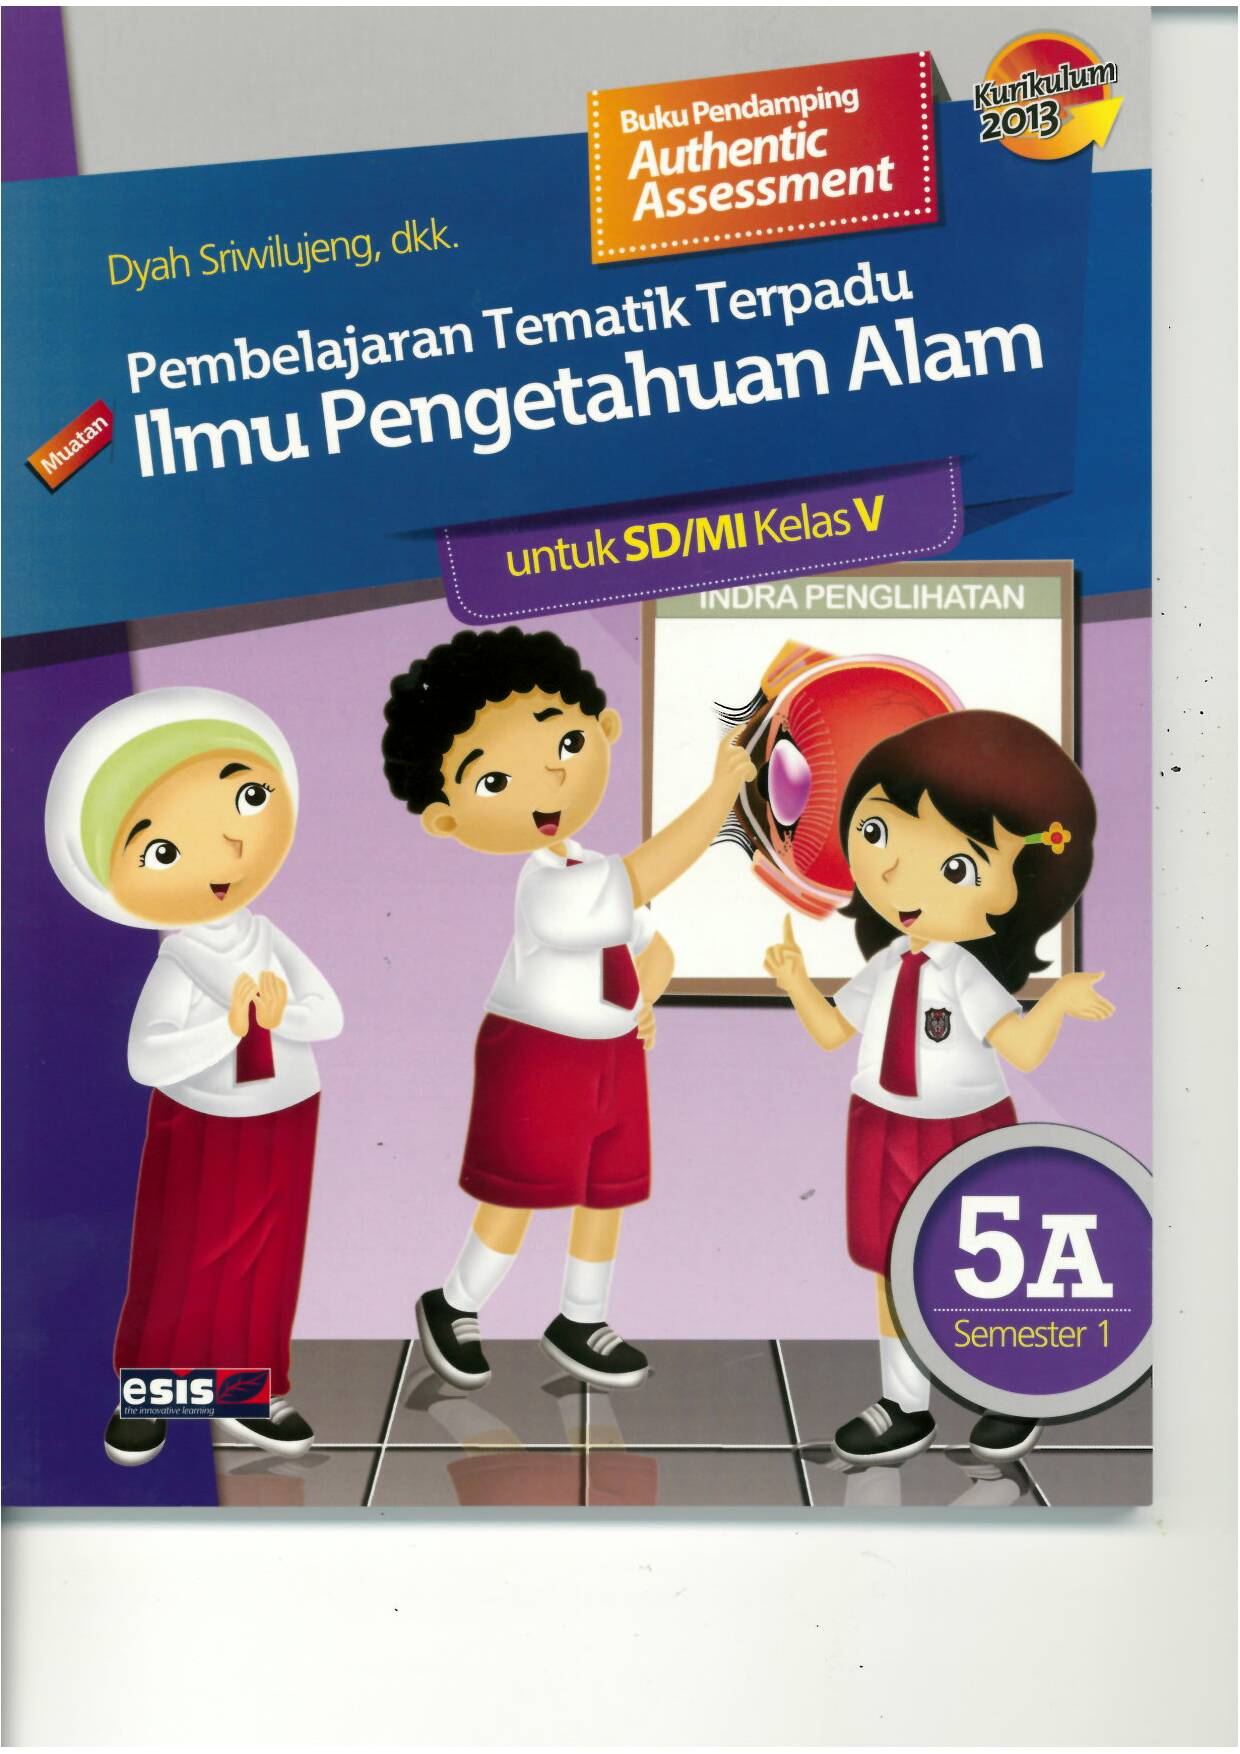 Kurikulum
2013
Buku Pendamping
Authentic
Assessment
Dyah Sriwilujeng, dkk.
Pembelajaran Tematik Terpadu
Muatan
Ilmu Pengetahuan Alam
untuk SD/MI Kelas V
INDRA PENGLIHATAN
5A
Semester 1
esis
the innovative learning